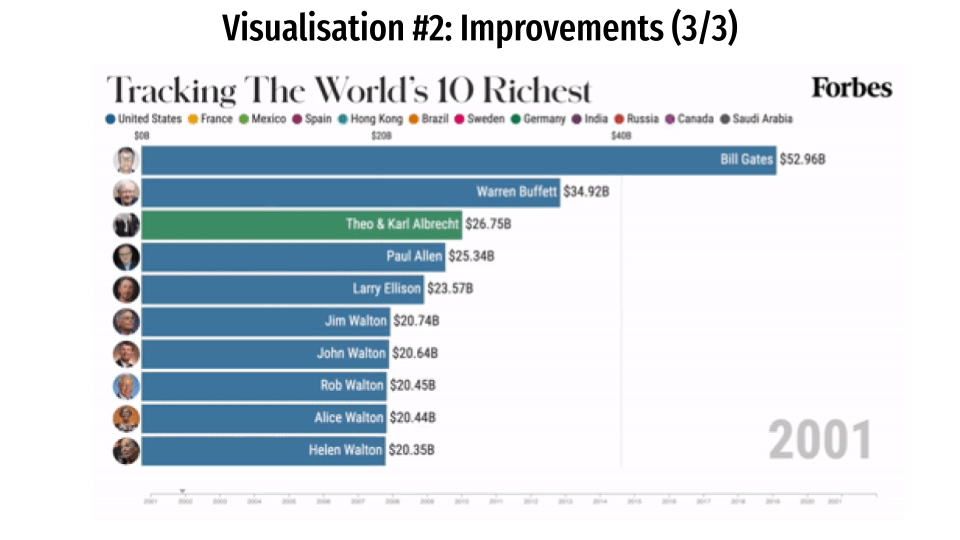 Visualisation #2: Improvements (3/3)
Tracking The World's 10 Richest
Forbes
United States France Mexico Spain Hong Kong Brazil Sweden Germany India Russia Canada Saudi Arabia
$0B $20B $40B
Bill Gates $52.96B
Warren Buffett $34.92B
Theo & Karl Albrecht $26.75B
Paul Allen $25.34B
Larry Ellison $23.57B
Jim Walton $20.74B
John Walton $20.64B
Rob Walton $20.45B
Alice Walton $20.44B
Helen Walton $20.35B
2001
2001 2002 2003 2004 2005 2006 2007 2008 2009 2010 2011 2012 2013 2014 2015 2016 2017 2018 2019 2020 2021